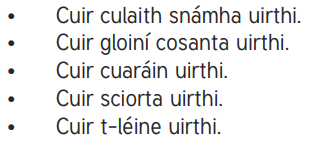 • Cuir culaith snámha uirthi.
• Cuir gloiní cosanta uirthi.
• Cuir cuaráin uirthi.
• Cuir sciorta uirthi.
• Cuir t-léine uirthi.